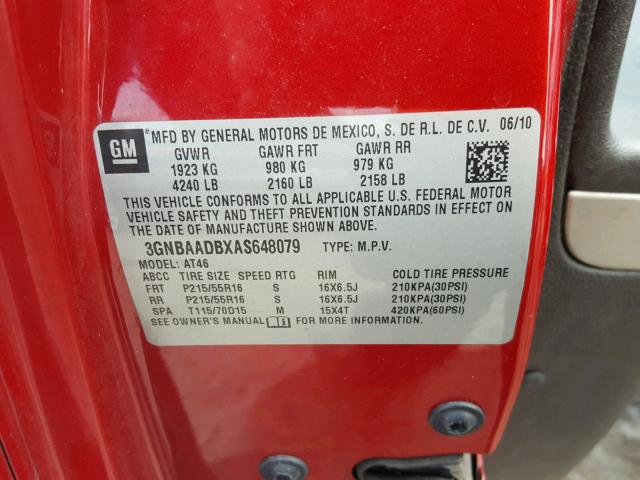 GM
MFD BY GENERAL MOTORS DE MEXICO, S. DE R.L. DE C.V. 06/10
GVWR GAWR FRT GAWR RR
1923 KG 980 KG 979 KG
4240 LB 2160 LB 2158 LB
THIS VEHICLE CONFORMS TO ALL APPLICABLE U.S. FEDERAL MOTOR
VEHICLE SAFETY AND THEFT PREVENTION STANDARDS IN EFFECT ON
THE DATE OF MANUFACTURE SHOWN ABOVE.
3GNBAADBXAS648079 TYPE: M.P.V.
MODEL: AT46
ABCC TIRE SIZE SPEED RTG RIM COLD TIRE PRESSURE
FRT P215/55R16 S 16X6.5J 210KPA(30PSI)
RR P215/55R16 S 16X6.5J 210KPA(30PSI)
SPA T115/70D15 M 15X4T 420KPA(60PSI)
SEE OWNER'S MANUAL FOR MORE INFORMATION.